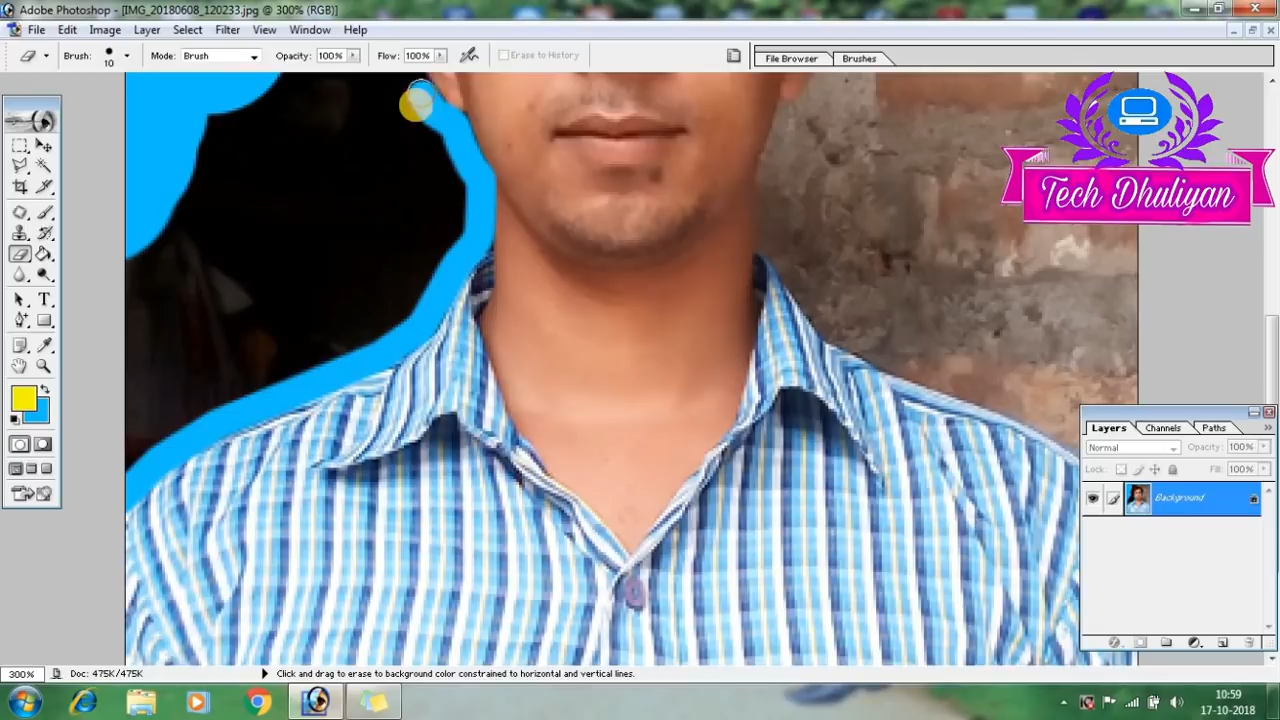 Adobe Photoshop - [IMG_20180608_120233.jpg @ 300% (RGB)]
File Edit Image Layer Select Filter View Window Help
Brush: 10 Mode: Brush Opacity: 100% Flow: 100% Erase to History File Browser Brushes
Tech Dhuliyan
Layers Channels Paths
Normal Opacity: 100%
Lock: Fill: 100%
Background
300% Doc: 475K/475K Click and drag to erase to background color constrained to horizontal and vertical lines.
10:59
17-10-2018